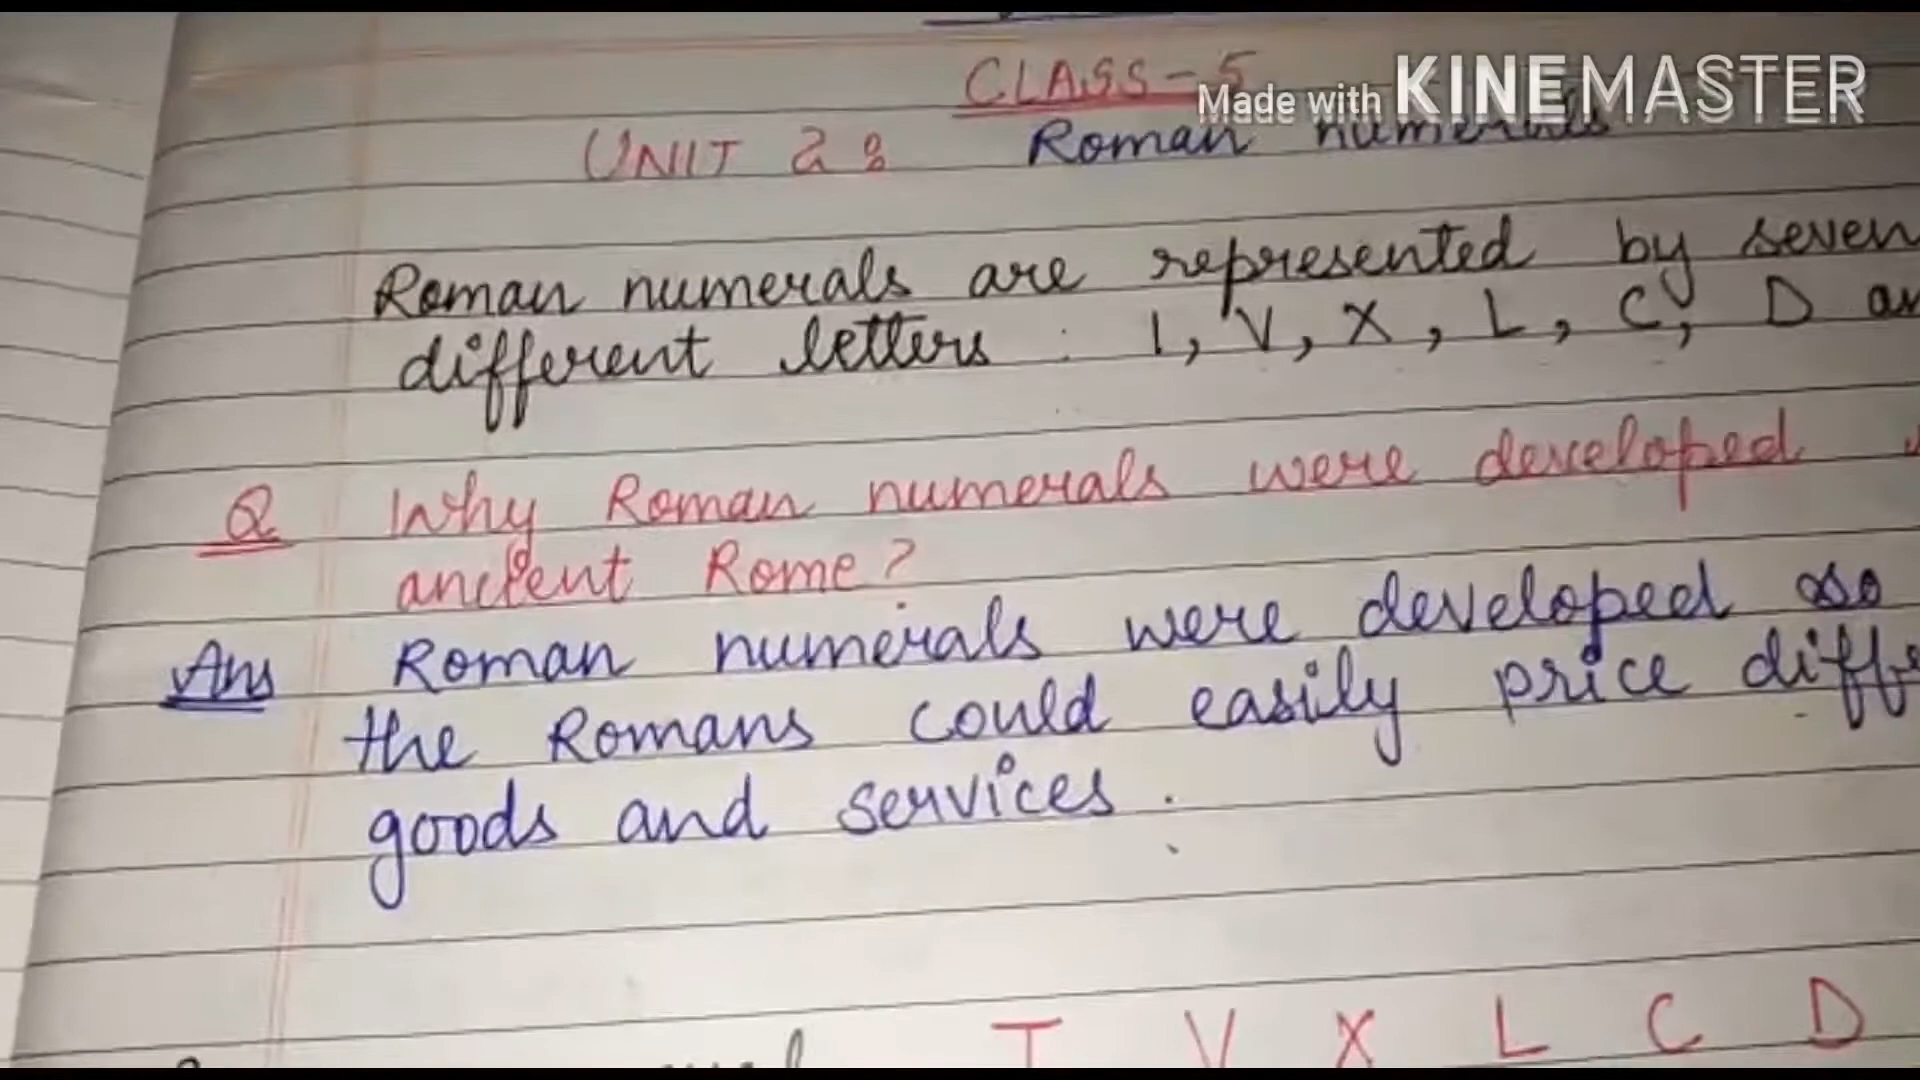 CLASS-5
Made with KINEMASTER
UNIT 2: Roman numerals
Roman numerals are represented by seven
different letters : I, V, X, L, C, D
Q Why Roman numerals were developed
ancient Rome?
Ans Roman numerals were developed so
the Romans could easily price
goods and services.
I V X L C D